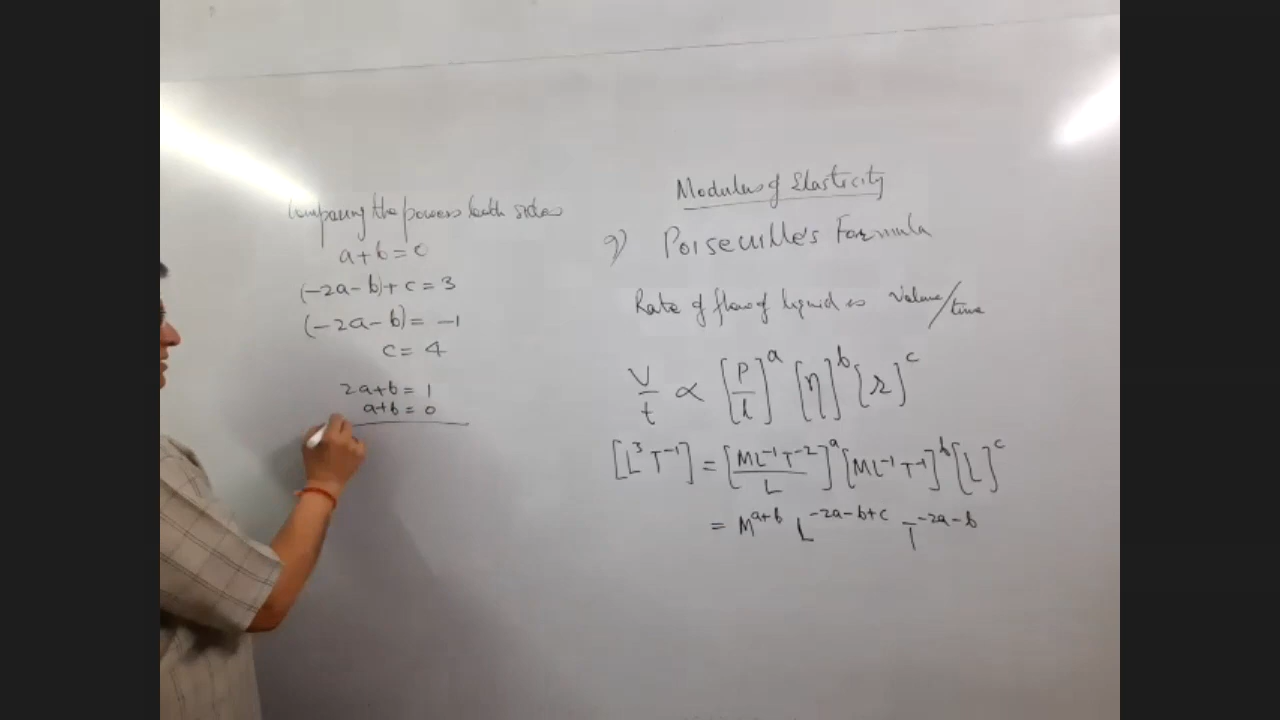 Comparing the powers both sides
a+b=0
(-2a-b)+c=3
(-2a-b)= -1
c= 4
2a+b= 1
a+b= 0
Modulus of Elasticity
9) Poiseuille's Formula
Rate of flow of liquid is Volume/time
V/t ∝ [P/l]^a [η]^b [r]^c
[L^3 T^-1] = [ML^-1 T^-2/L]^a [ML^-1 T^-1]^b [L]^c
= M^a+b L^-2a-b+c T^-2a-b